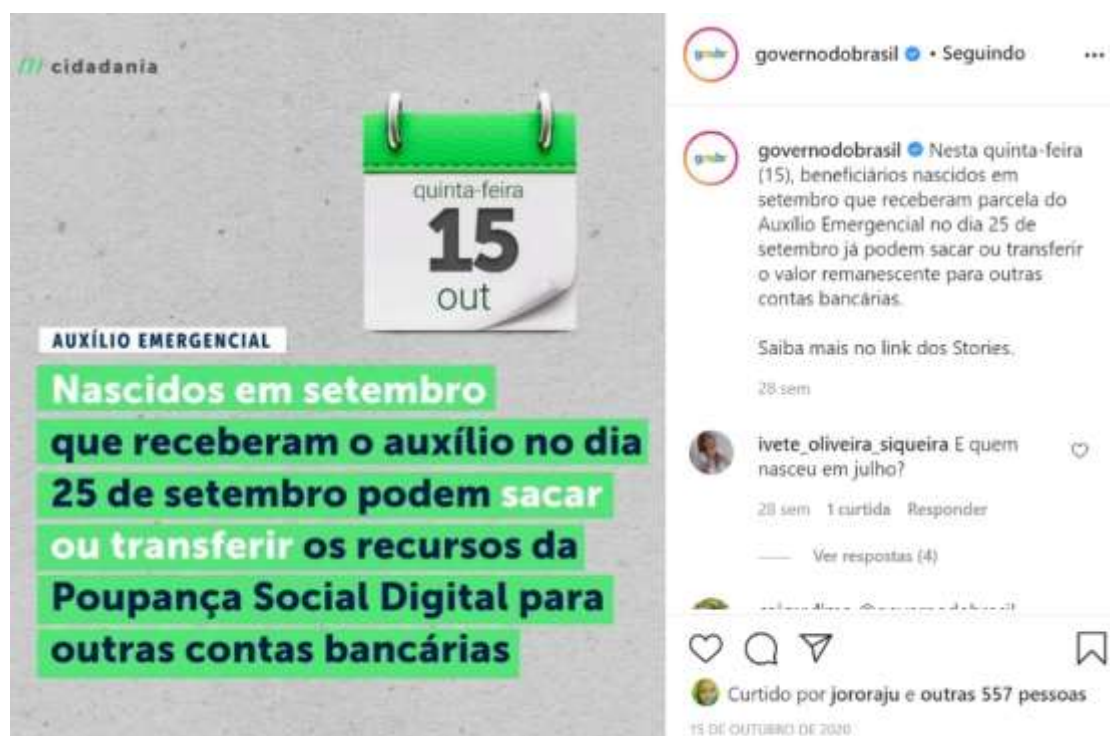 /// cidadania
quinta-feira
15
out
AUXÍLIO EMERGENCIAL
Nascidos em setembro
que receberam o auxílio no dia
25 de setembro podem sacar
ou transferir os recursos da
Poupança Social Digital para
outras contas bancárias
governodobrasil • Seguindo
govbr
governodobrasil Nesta quinta-feira
(15), beneficiários nascidos em
setembro que receberam parcela do
Auxílio Emergencial no dia 25 de
setembro já podem sacar ou transferir
o valor remanescente para outras
contas bancárias.
Saiba mais no link dos Stories.
28 sem
ivete_oliveira_siqueira E quem
nasceu em julho?
28 sem 1 curtida Responder
Ver respostas (4)
Curtido por jororaju e outras 557 pessoas
15 DE OUTUBRO DE 2020